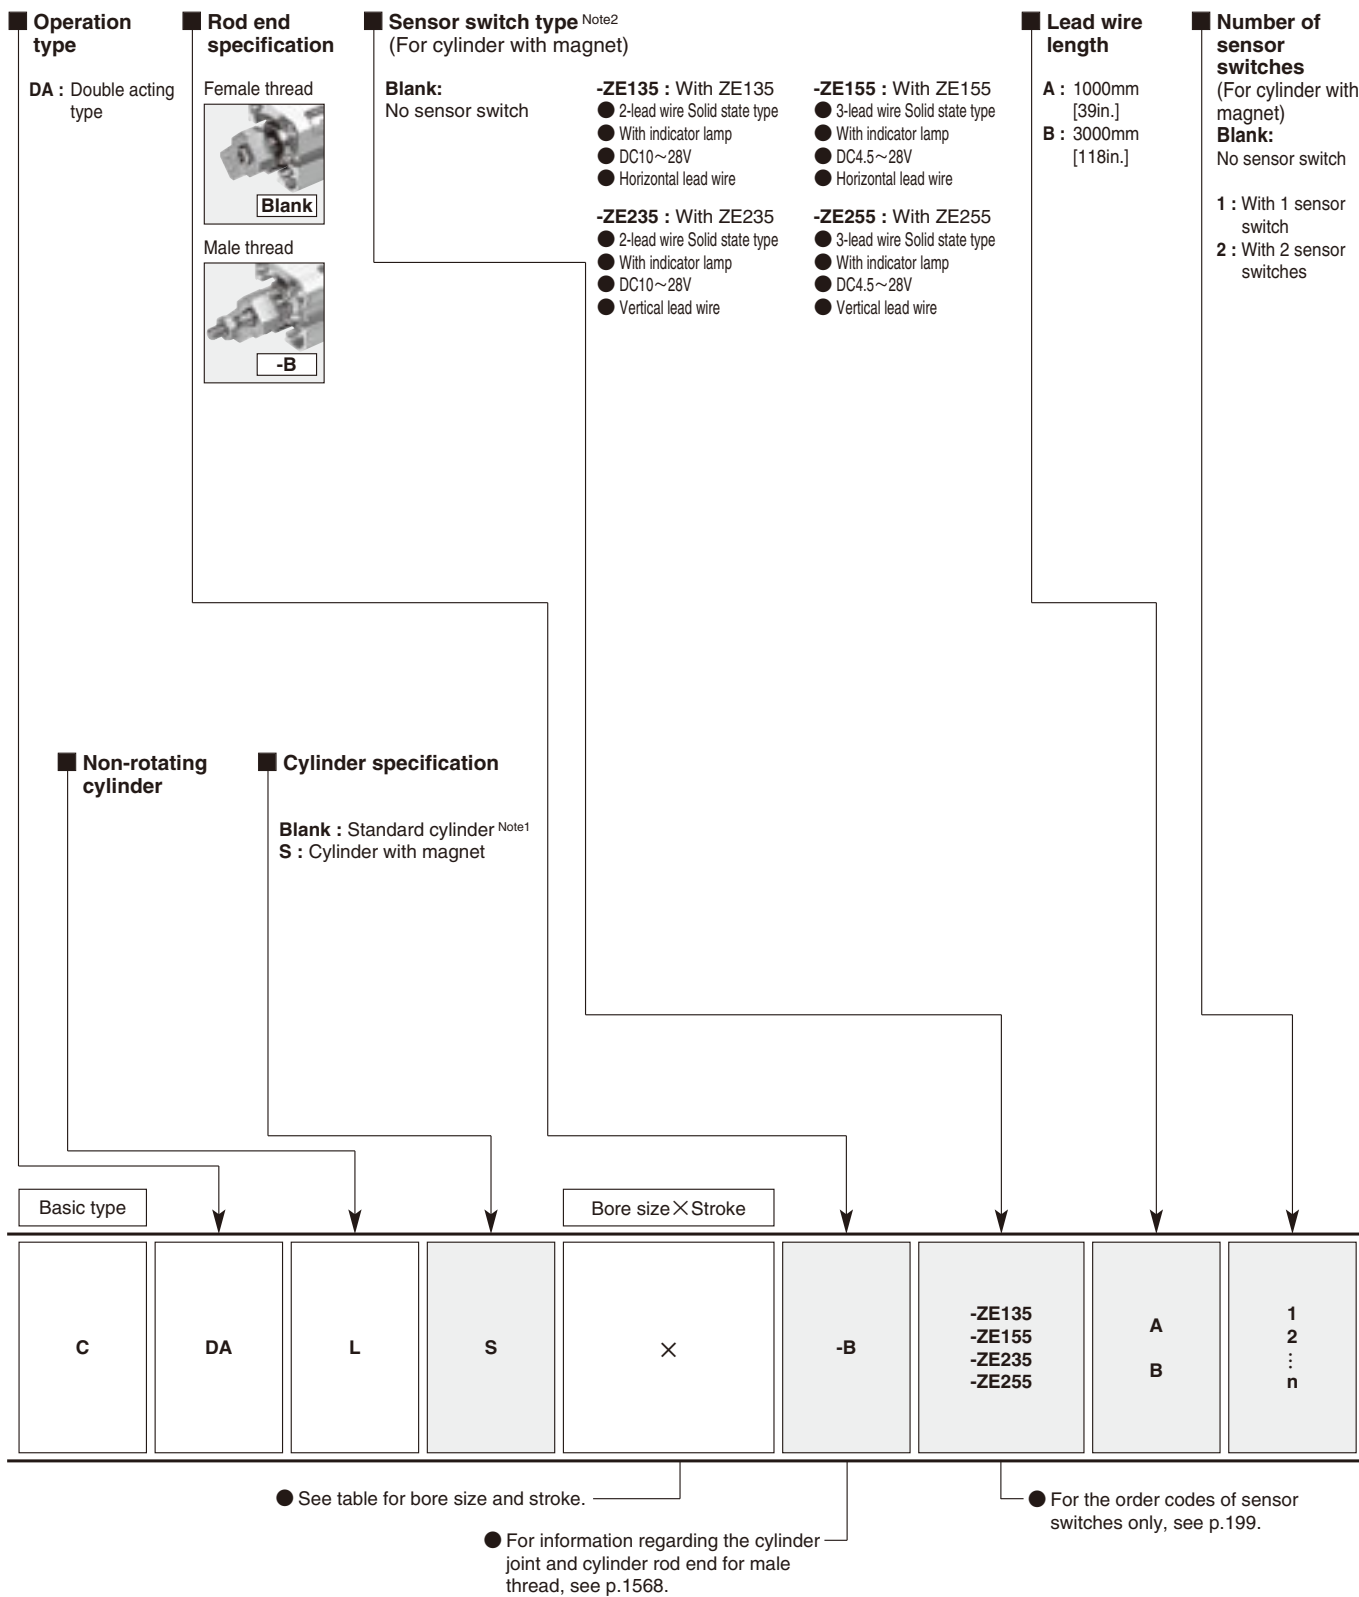 Operation
type
DA : Double acting
type
Rod end
specification
Female thread
Blank
Male thread
-B
Sensor switch type Note2
(For cylinder with magnet)
Blank:
No sensor switch
-ZE135 : With ZE135
● 2-lead wire Solid state type
● With indicator lamp
● DC10～28V
● Horizontal lead wire
-ZE155 : With ZE155
● 3-lead wire Solid state type
● With indicator lamp
● DC4.5～28V
● Horizontal lead wire
-ZE235 : With ZE235
● 2-lead wire Solid state type
● With indicator lamp
● DC10～28V
● Vertical lead wire
-ZE255 : With ZE255
● 3-lead wire Solid state type
● With indicator lamp
● DC4.5～28V
● Vertical lead wire
Lead wire
length
A : 1000mm
[39in.]
B : 3000mm
[118in.]
Number of
sensor
switches
(For cylinder with
magnet)
Blank:
No sensor switch
1 : With 1 sensor
switch
2 : With 2 sensor
switches
Non-rotating
cylinder
Cylinder specification
Blank : Standard cylinder Note1
S : Cylinder with magnet
Basic type
Bore size×Stroke
C
DA
L
S
×
-B
-ZE135
-ZE155
-ZE235
-ZE255
A
B
1
2
⋮
n
● See table for bore size and stroke.
● For information regarding the cylinder
joint and cylinder rod end for male
thread, see p.1568.
● For the order codes of sensor
switches only, see p.199.